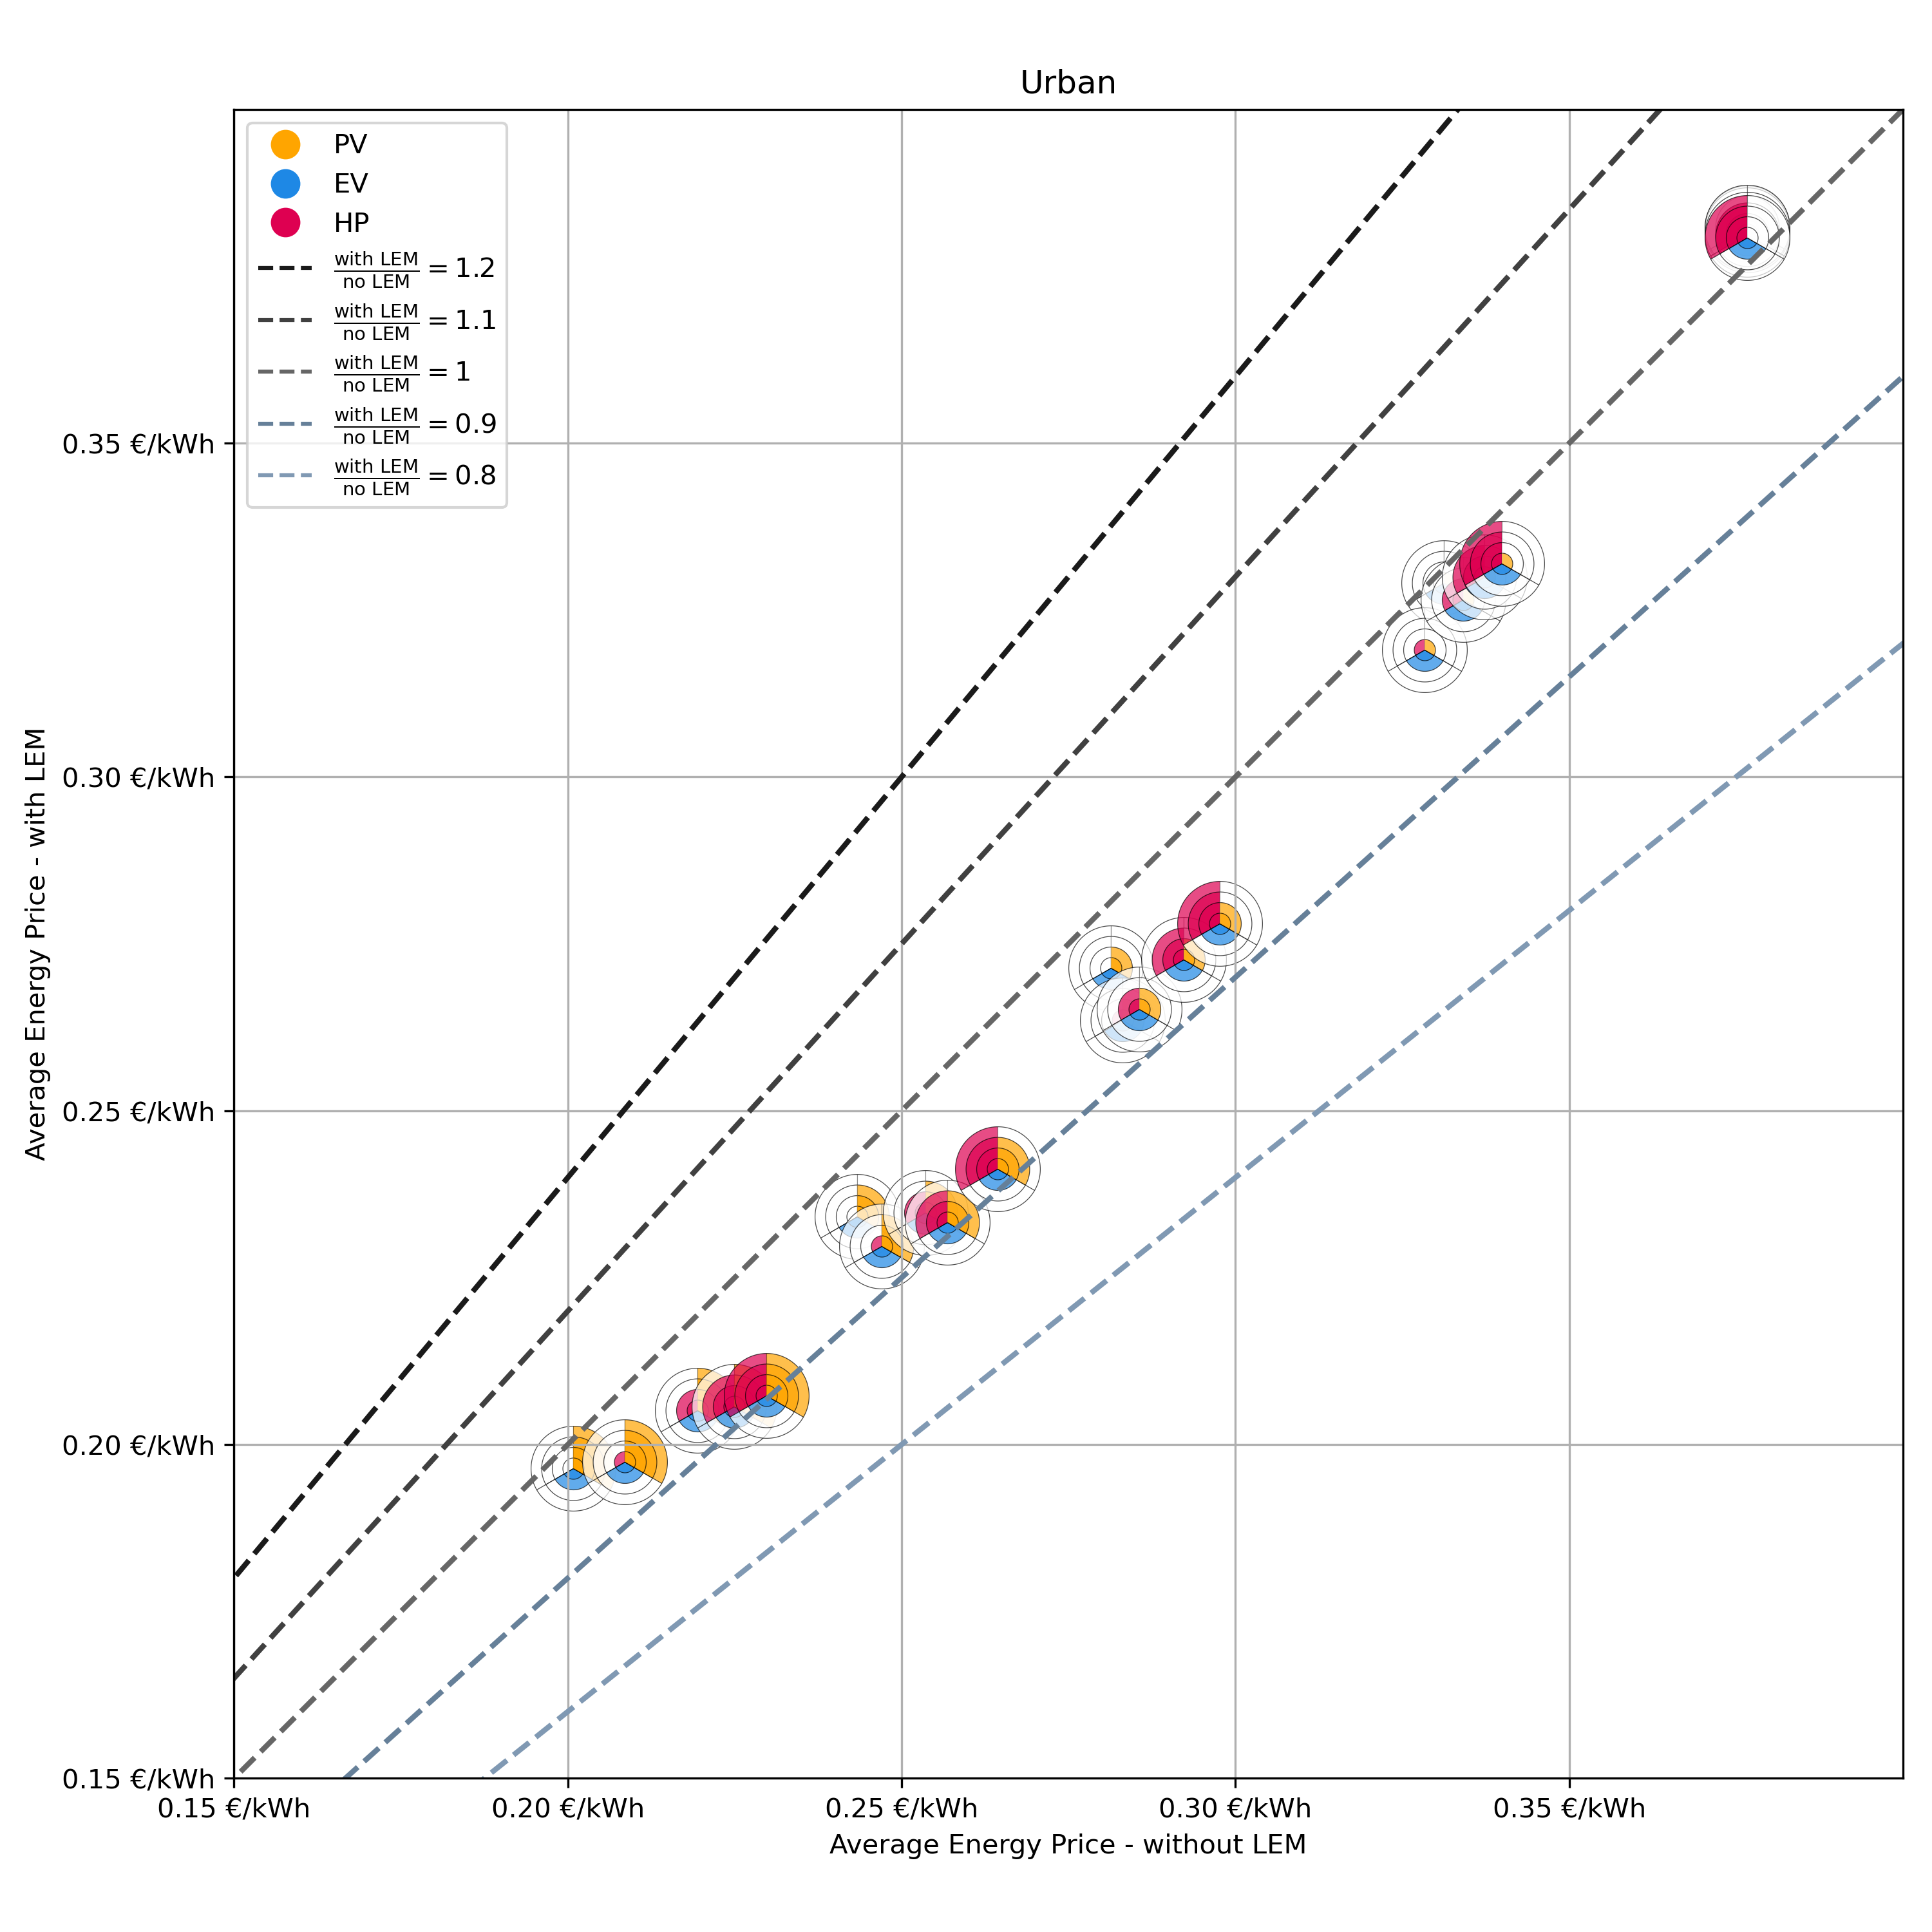 Urban
PV
EV
HP
with LEM
no LEM = 1.2
with LEM
no LEM = 1.1
with LEM
no LEM = 1
with LEM
no LEM = 0.9
with LEM
no LEM = 0.8
Average Energy Price - with LEM
0.35 €/kWh
0.30 €/kWh
0.25 €/kWh
0.20 €/kWh
0.15 €/kWh
0.15 €/kWh 0.20 €/kWh 0.25 €/kWh 0.30 €/kWh 0.35 €/kWh
Average Energy Price - without LEM